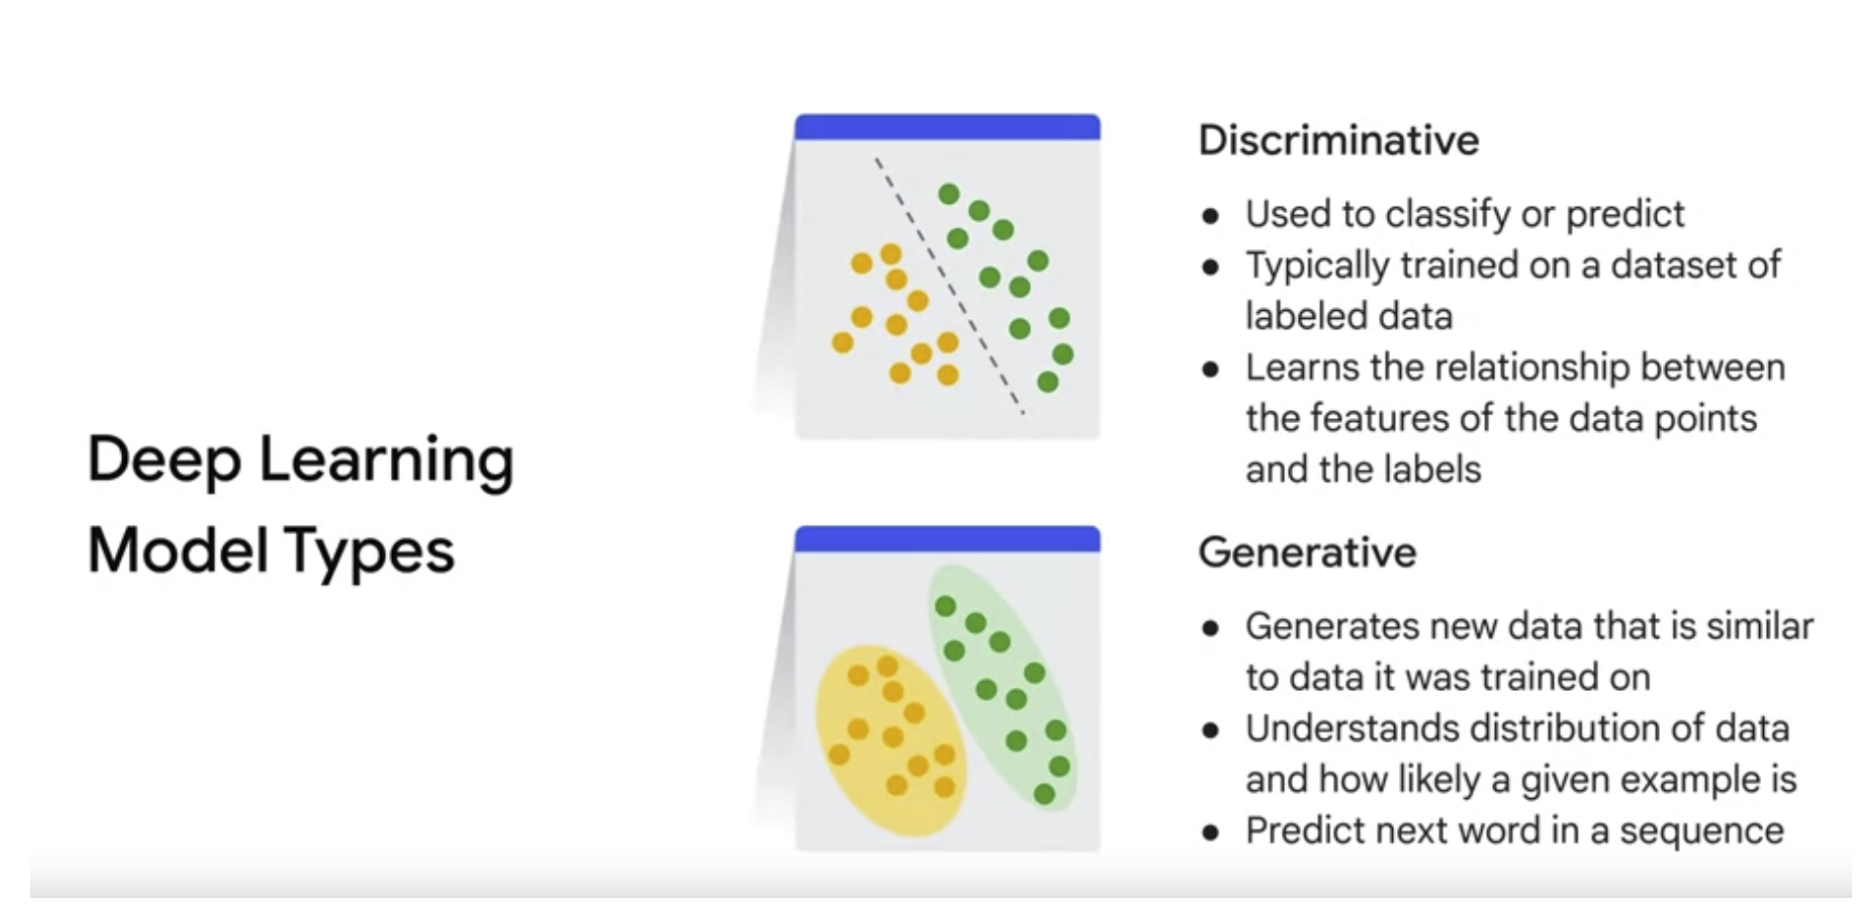 Deep Learning
Model Types
Discriminative
● Used to classify or predict
● Typically trained on a dataset of
labeled data
● Learns the relationship between
the features of the data points
and the labels
Generative
● Generates new data that is similar
to data it was trained on
● Understands distribution of data
and how likely a given example is
● Predict next word in a sequence